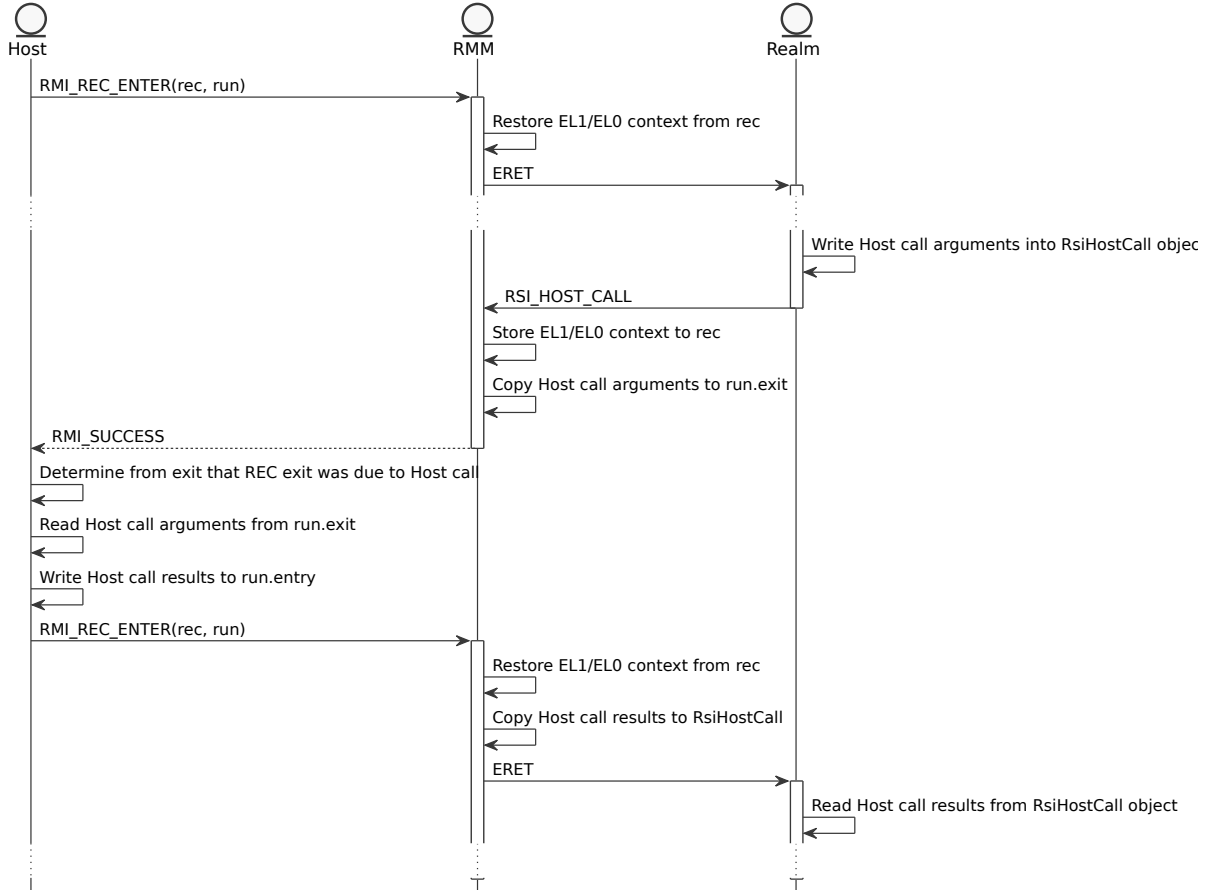 Host RMM Realm
RMI_REC_ENTER(rec, run)
Restore EL1/EL0 context from rec
ERET
Write Host call arguments into RsiHostCall objec
RSI_HOST_CALL
Store EL1/EL0 context to rec
Copy Host call arguments to run.exit
RMI_SUCCESS
Determine from exit that REC exit was due to Host call
Read Host call arguments from run.exit
Write Host call results to run.entry
RMI_REC_ENTER(rec, run)
Restore EL1/EL0 context from rec
Copy Host call results to RsiHostCall
ERET
Read Host call results from RsiHostCall object